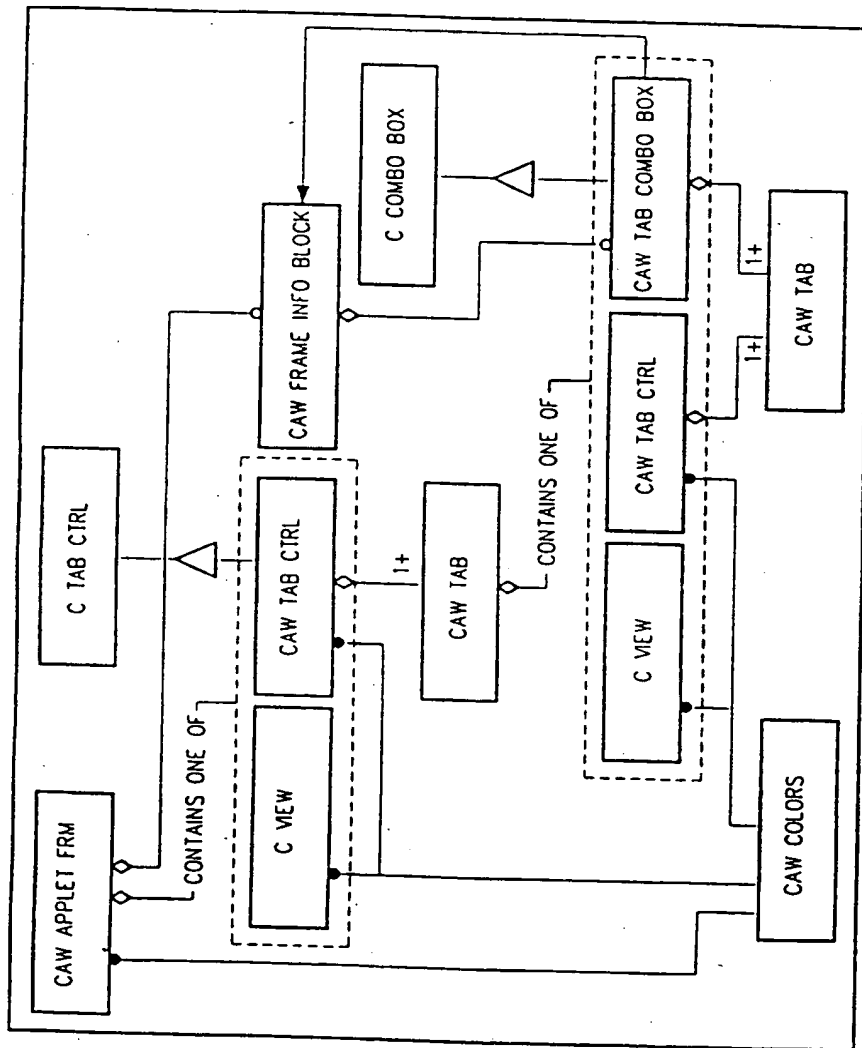 CAW APPLET FRM
C TAB CTRL
CONTAINS ONE OF
C VIEW
CAW TAB CTRL
CAW FRAME INFO BLOCK
C COMBO BOX
1+
CAW TAB
CONTAINS ONE OF
C VIEW
CAW TAB CTRL
CAW TAB COMBO BOX
1+
1+
CAW COLORS
CAW TAB